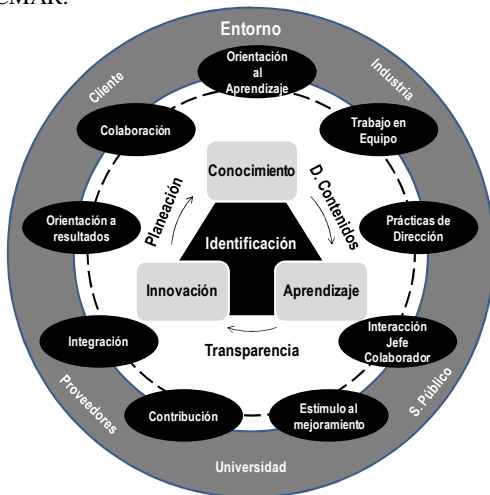 CMAR.
Entorno
Orientación
al
Aprendizaje
Cliente
Industria
Colaboración
Trabajo en
Equipo
Conocimiento
Planeación
D. Contenidos
Orientación a
resultados
Identificación
Prácticas de
Dirección
Innovación
Aprendizaje
Transparencia
Integración
Interacción
Jefe
Colaborador
Proveedores
S. Público
Contribución
Estímulo al
mejoramiento
Universidad